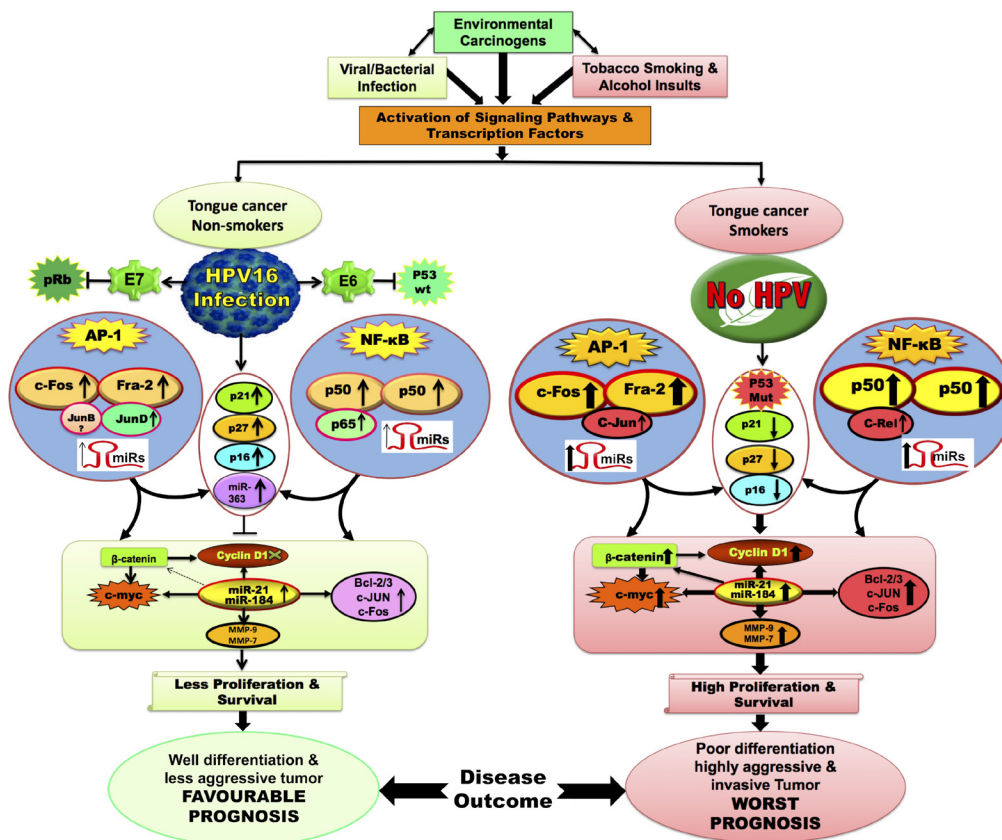 Environmental
Carcinogens
Viral/Bacterial
Infection
Tobacco Smoking &
Alcohol Insults
Activation of Signaling Pathways &
Transcription Factors
Tongue cancer
Non-smokers
Tongue cancer
Smokers
pRb
E7
HPV16
Infection
E6
P53
wt
No HPV
AP-1
c-Fos
Fra-2
JunB
?
JunD
miRs
p21
p27
p16
miR-
363
NF-κB
p50
p50
p65
miRs
AP-1
c-Fos
Fra-2
C-Jun
miRs
P53
Mut
p21
p27
p16
NF-κB
p50
p50
C-Rel
miRs
β-catenin
Cyclin D1
c-myc
miR-21
miR-184
Bcl-2/3
c-JUN
c-Fos
MMP-9
MMP-7
β-catenin
Cyclin D1
c-myc
miR-21
miR-184
Bcl-2/3
c-JUN
c-Fos
MMP-9
MMP-7
Less Proliferation &
Survival
High Proliferation &
Survival
Well differentiation &
less aggressive tumor
FAVOURABLE
PROGNOSIS
Disease
Outcome
Poor differentiation
highly aggressive &
invasive Tumor
WORST
PROGNOSIS